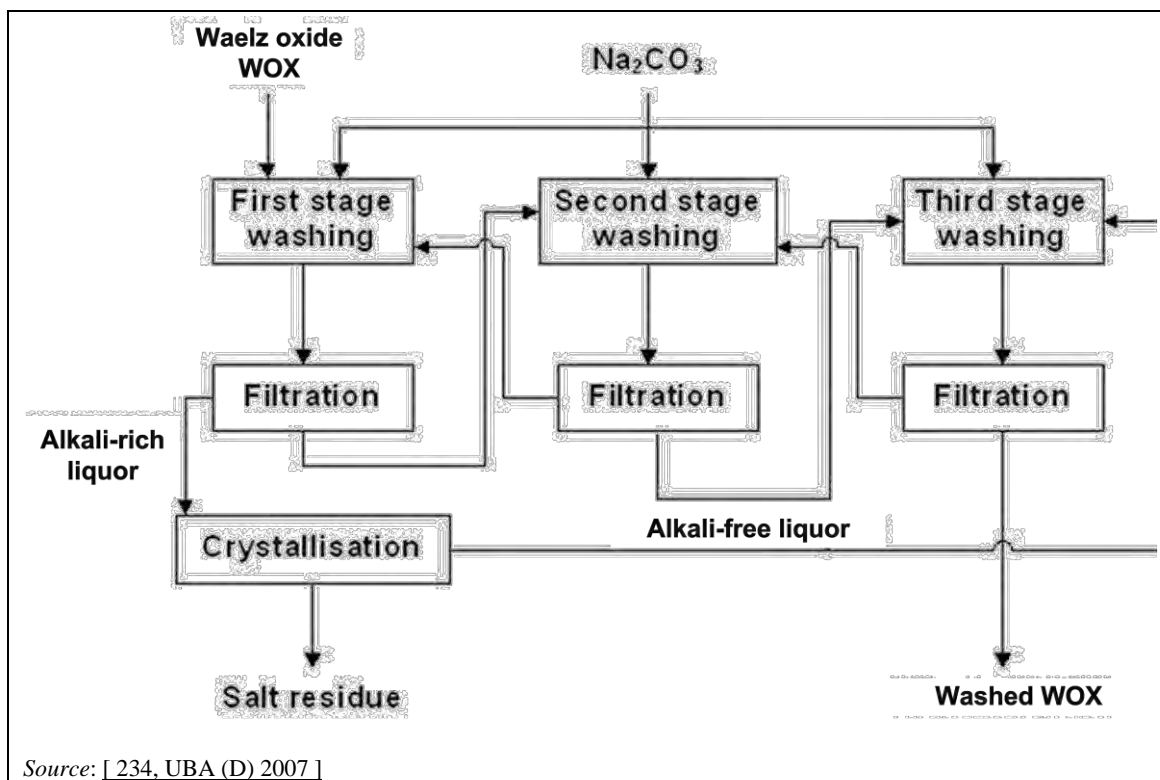 Waelz oxide
WOX
Na₂CO₃
First stage
washing
Second stage
washing
Third stage
washing
Filtration
Filtration
Filtration
Alkali-rich
liquor
Alkali-free liquor
Crystallisation
Salt residue
Washed WOX
Source: [ 234, UBA (D) 2007 ]